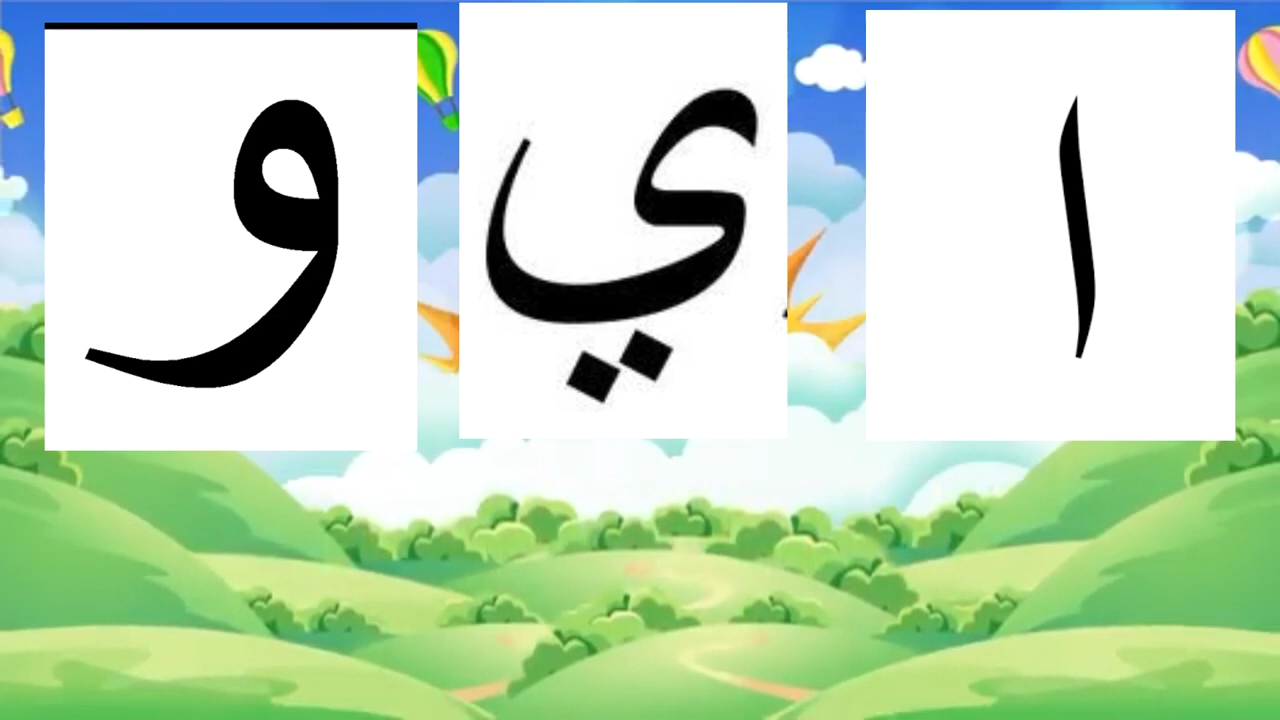 ا ي و